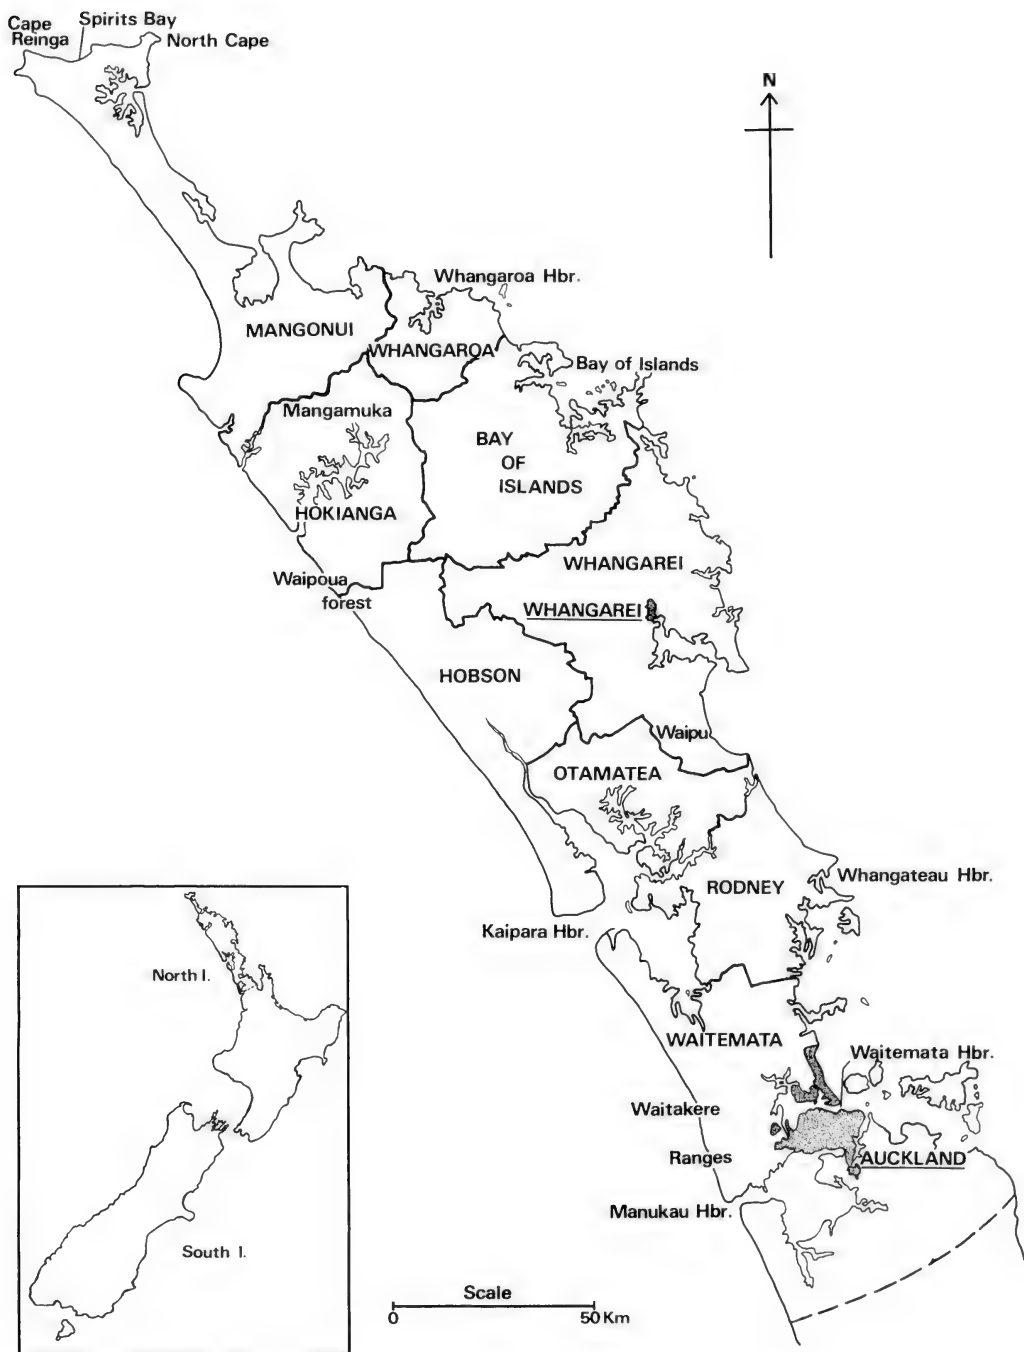 Cape
Reinga
Spirits Bay
North Cape
N
Whangaroa Hbr.
MANGONUI
WHANGAROA
Bay of Islands
Mangamuka
BAY
OF
ISLANDS
HOKIANGA
WHANGAREI
Waipoua
forest
WHANGAREI
HOBSON
Waipu
OTAMATEA
Whangateau Hbr.
RODNEY
Kaipara Hbr.
North I.
WAITEMATA
Waitemata Hbr.
Waitakere
Ranges
AUCKLAND
Manukau Hbr.
South I.
Scale
0 50 Km